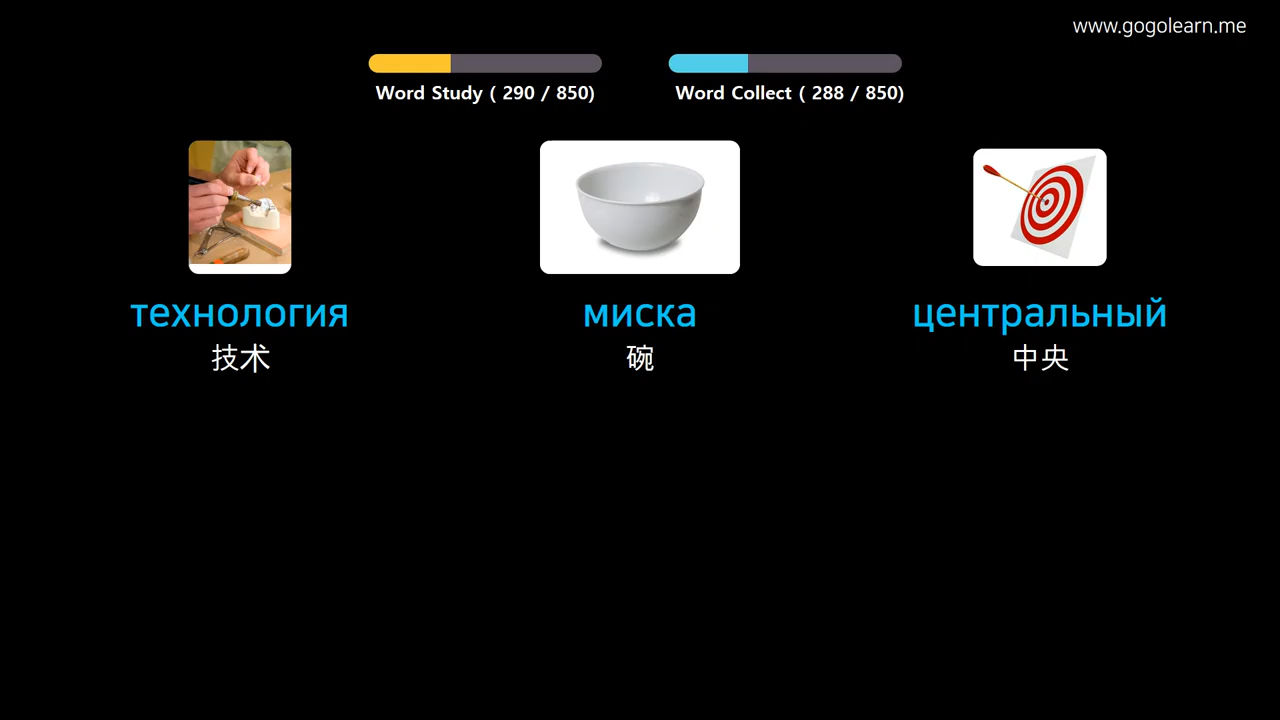 www.gogolearn.me
Word Study ( 290 / 850)
Word Collect ( 288 / 850)
технология
миска
центральный
技术
碗
中央